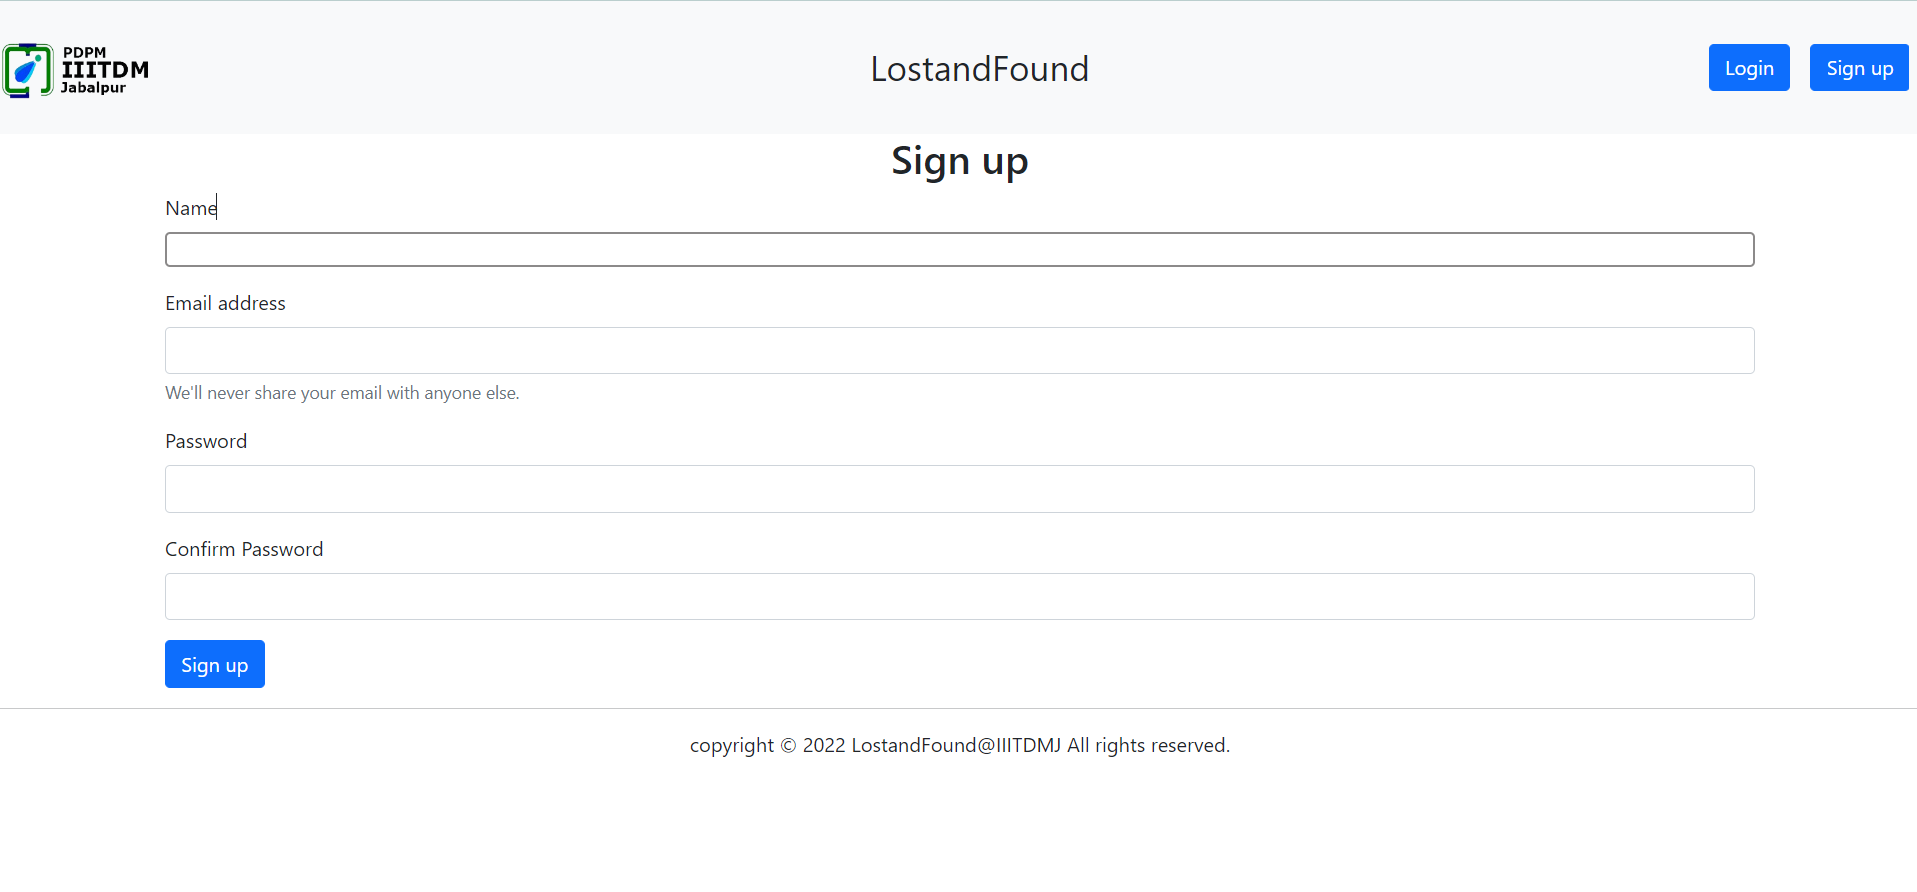 PDPM
IIITDM
Jabalpur
LostandFound
Login
Sign up
Sign up
Name
Email address
We'll never share your email with anyone else.
Password
Confirm Password
Sign up
copyright © 2022 LostandFound@IIITDMJ All rights reserved.